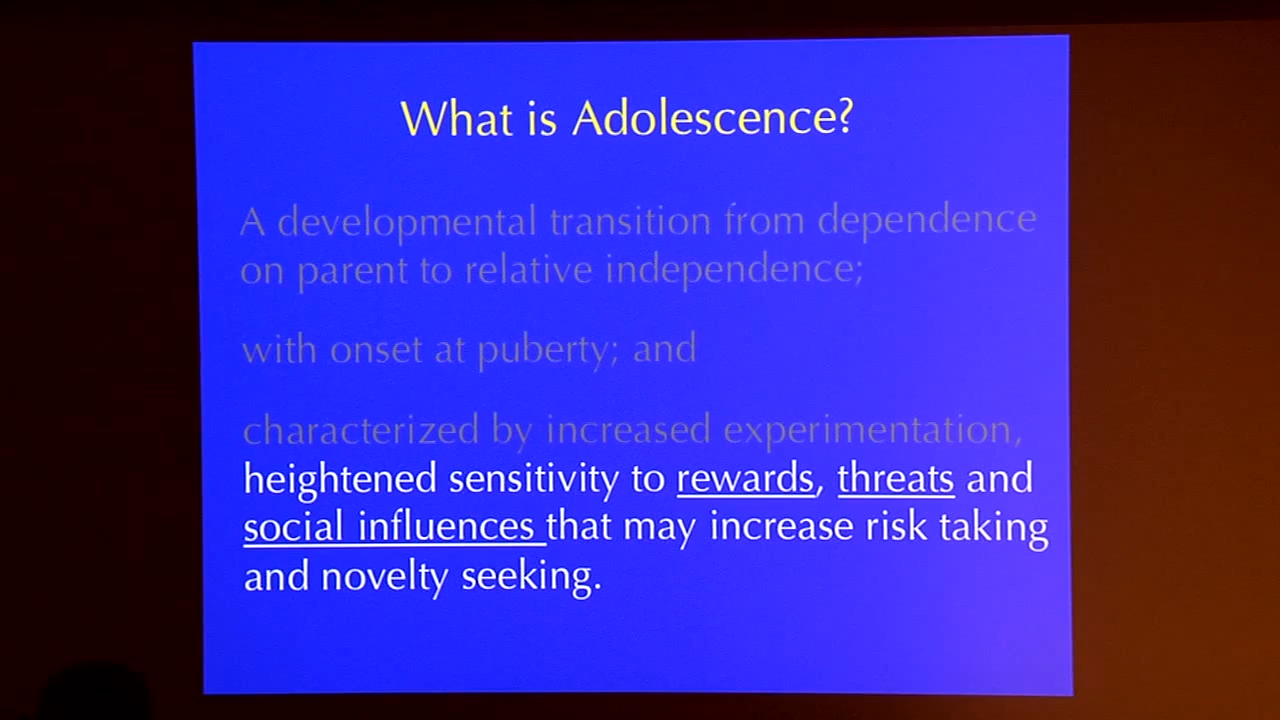 What is Adolescence?
A developmental transition from dependence
on parent to relative independence;
with onset at puberty; and
characterized by increased experimentation,
heightened sensitivity to rewards, threats and
social influences that may increase risk taking
and novelty seeking.